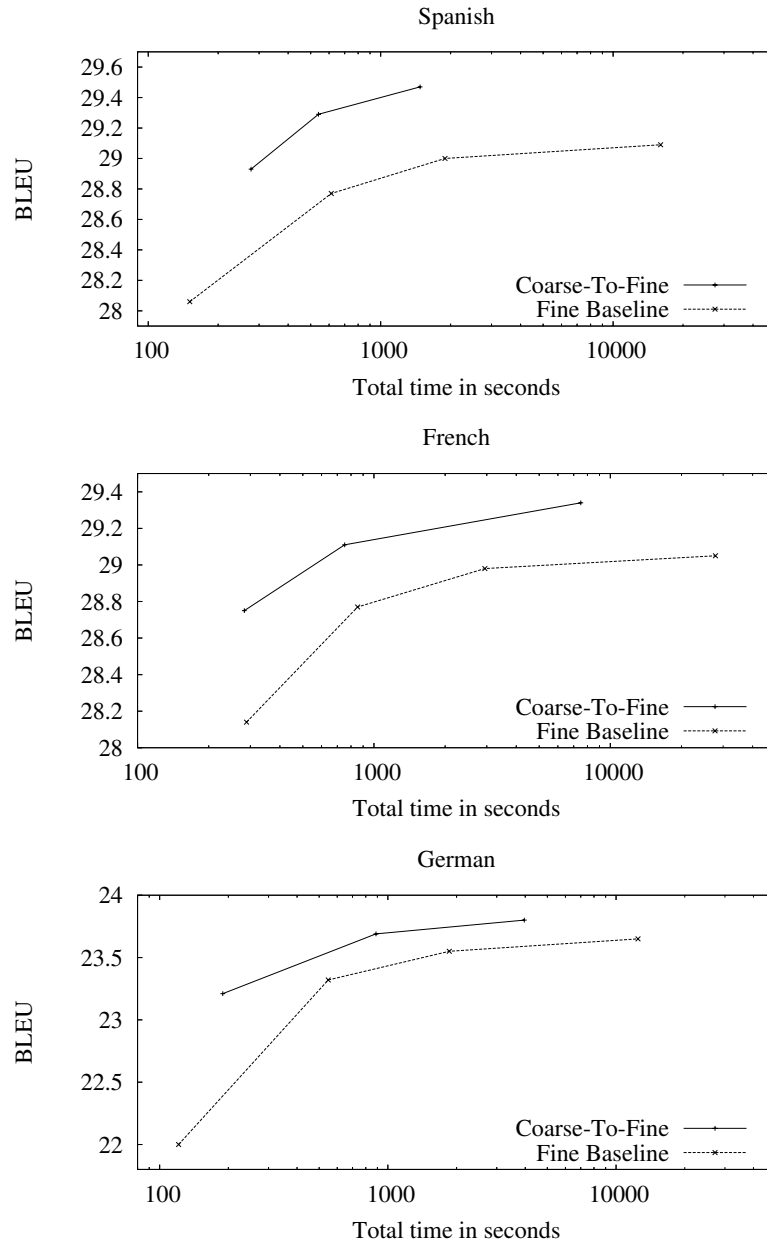 Spanish
29.6
29.4
29.2
29
28.8
28.6
28.4
28.2
28
BLEU
Coarse-To-Fine
Fine Baseline
100 1000 10000
Total time in seconds
French
29.4
29.2
29
28.8
28.6
28.4
28.2
28
BLEU
Coarse-To-Fine
Fine Baseline
100 1000 10000
Total time in seconds
German
24
23.5
23
22.5
22
BLEU
Coarse-To-Fine
Fine Baseline
100 1000 10000
Total time in seconds